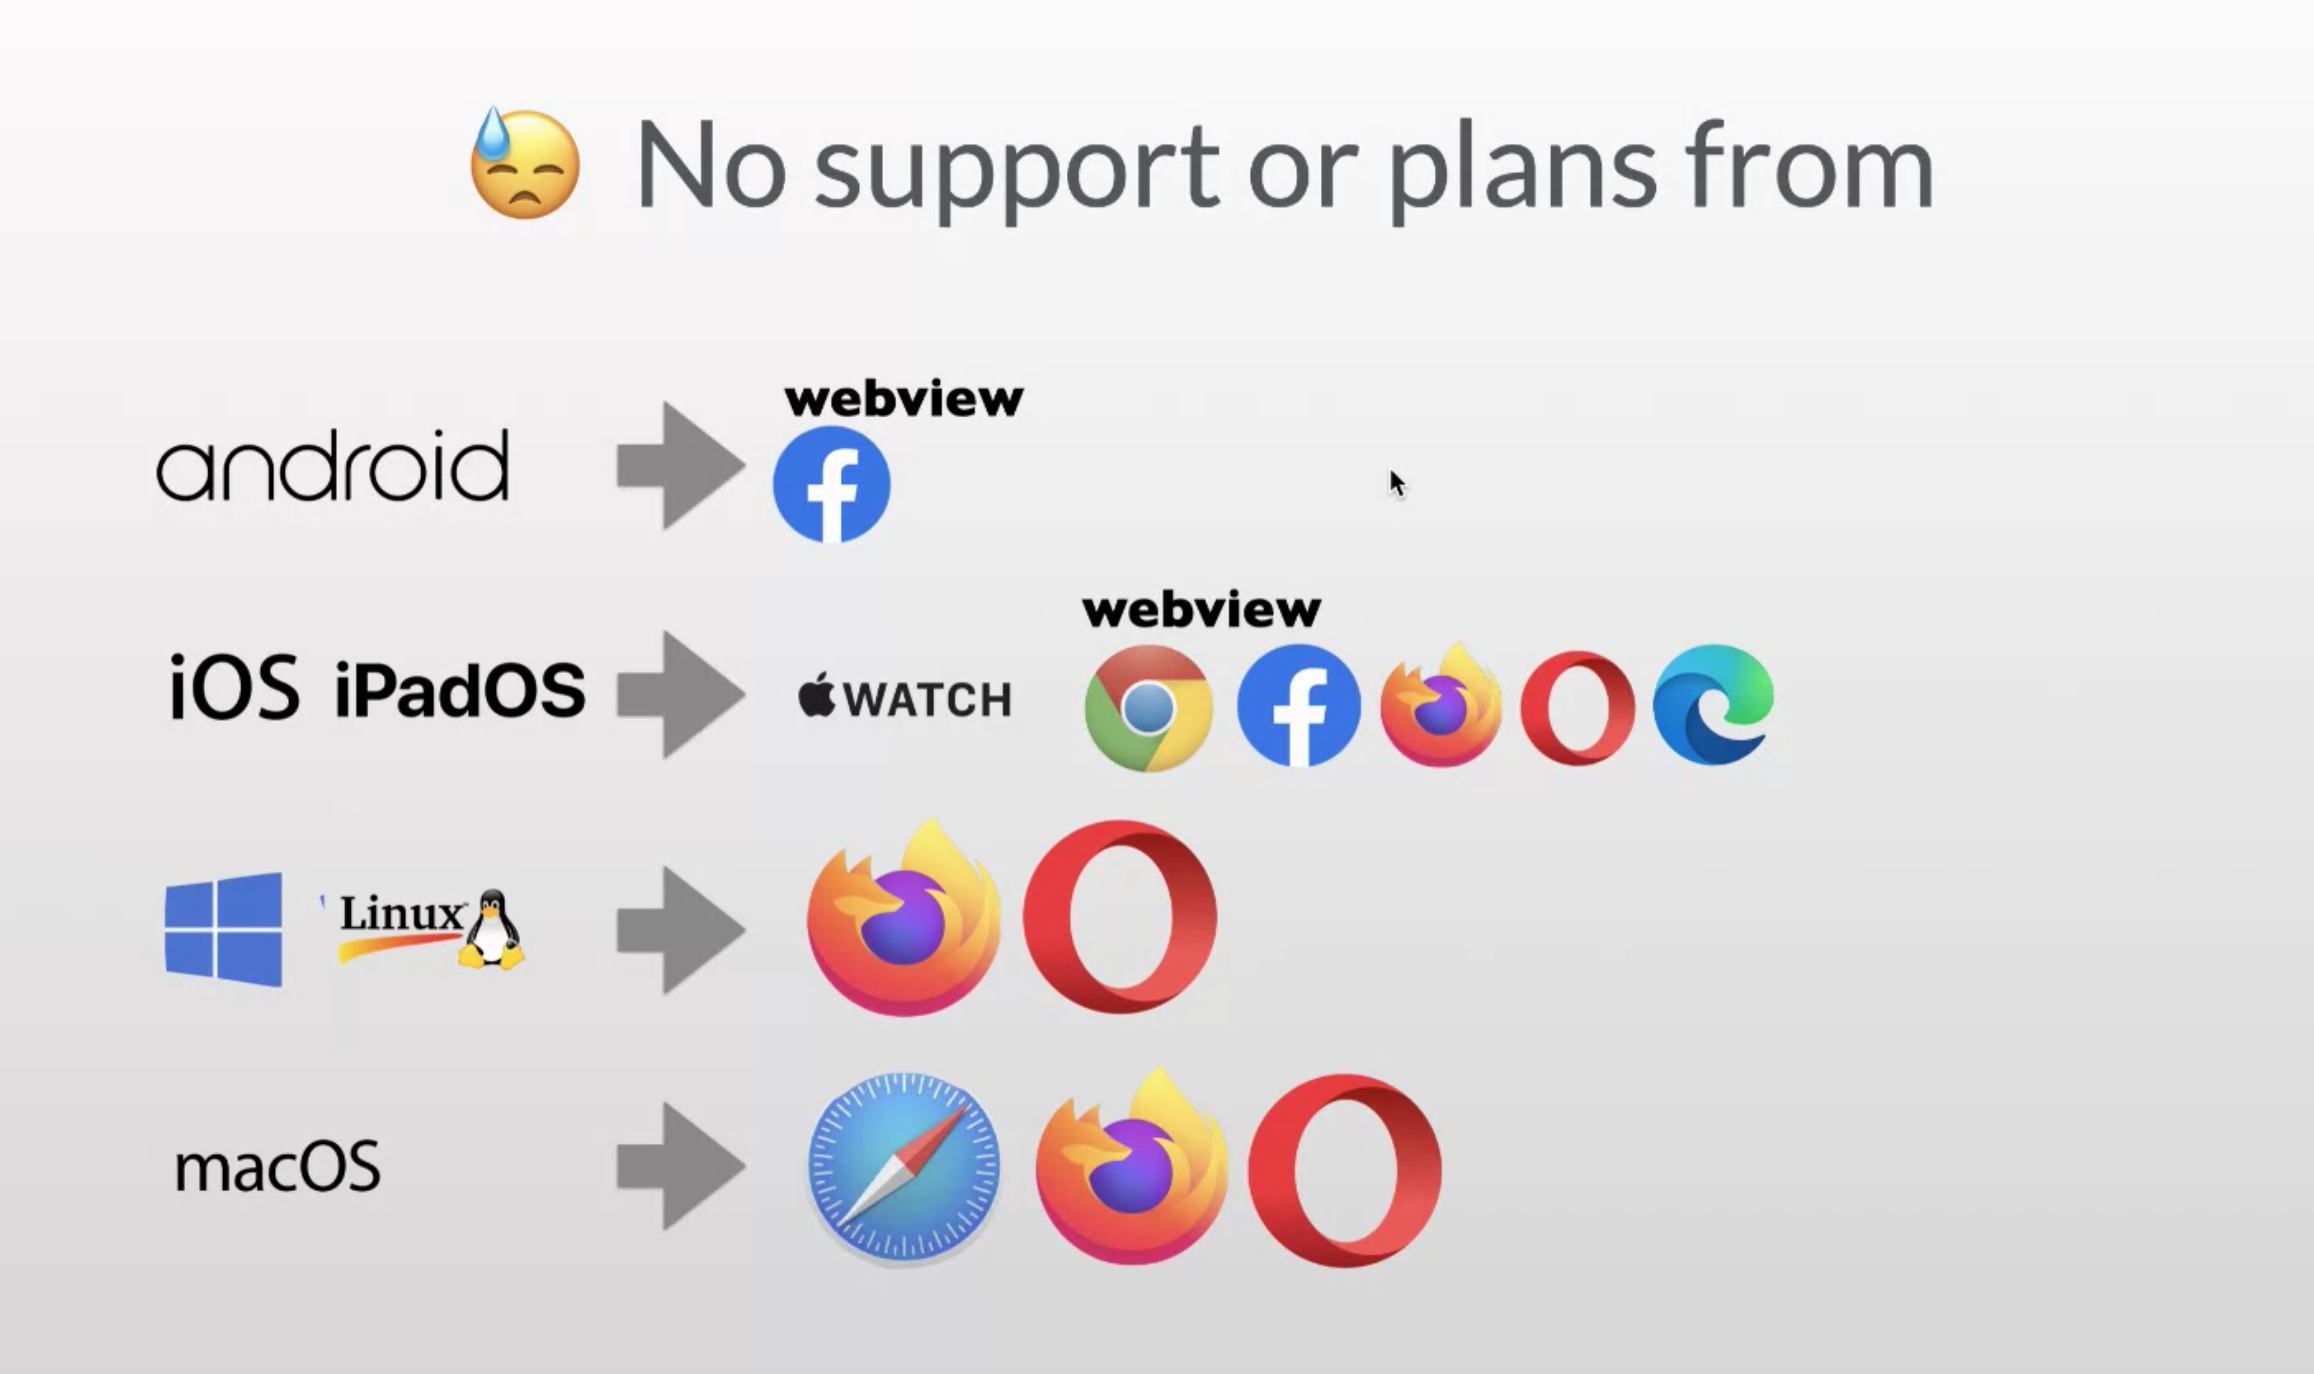 No support or plans from
webview
android
webview
iOS iPadOS
WATCH
Linux
macOS